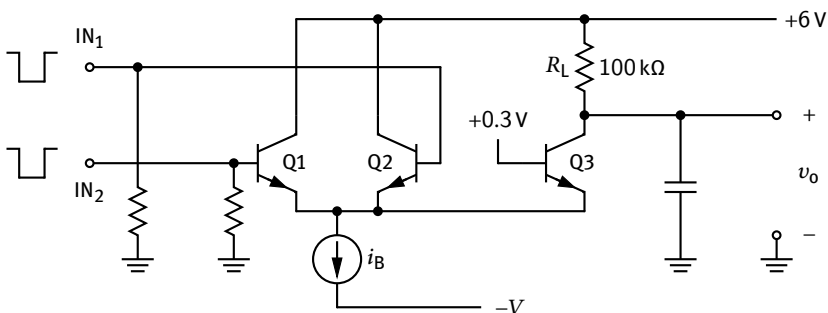 +6 V
IN1
RL 100 kΩ
+0.3 V
+
Q1 Q2 Q3
IN2
vo
iB
−
−V